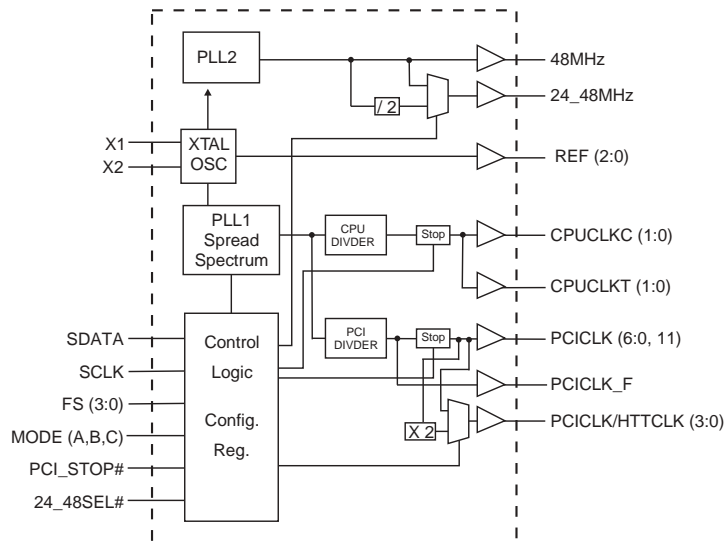 PLL2
48MHz
24_48MHz
/ 2
X1
X2
XTAL
OSC
REF (2:0)
PLL1
Spread
Spectrum
CPU
DIVDER
Stop
CPUCLKC (1:0)
CPUCLKT (1:0)
SDATA
SCLK
FS (3:0)
MODE (A,B,C)
PCI_STOP#
24_48SEL#
Control
Logic
Config.
Reg.
PCI
DIVDER
Stop
PCICLK (6:0, 11)
PCICLK_F
X 2
PCICLK/HTTCLK (3:0)